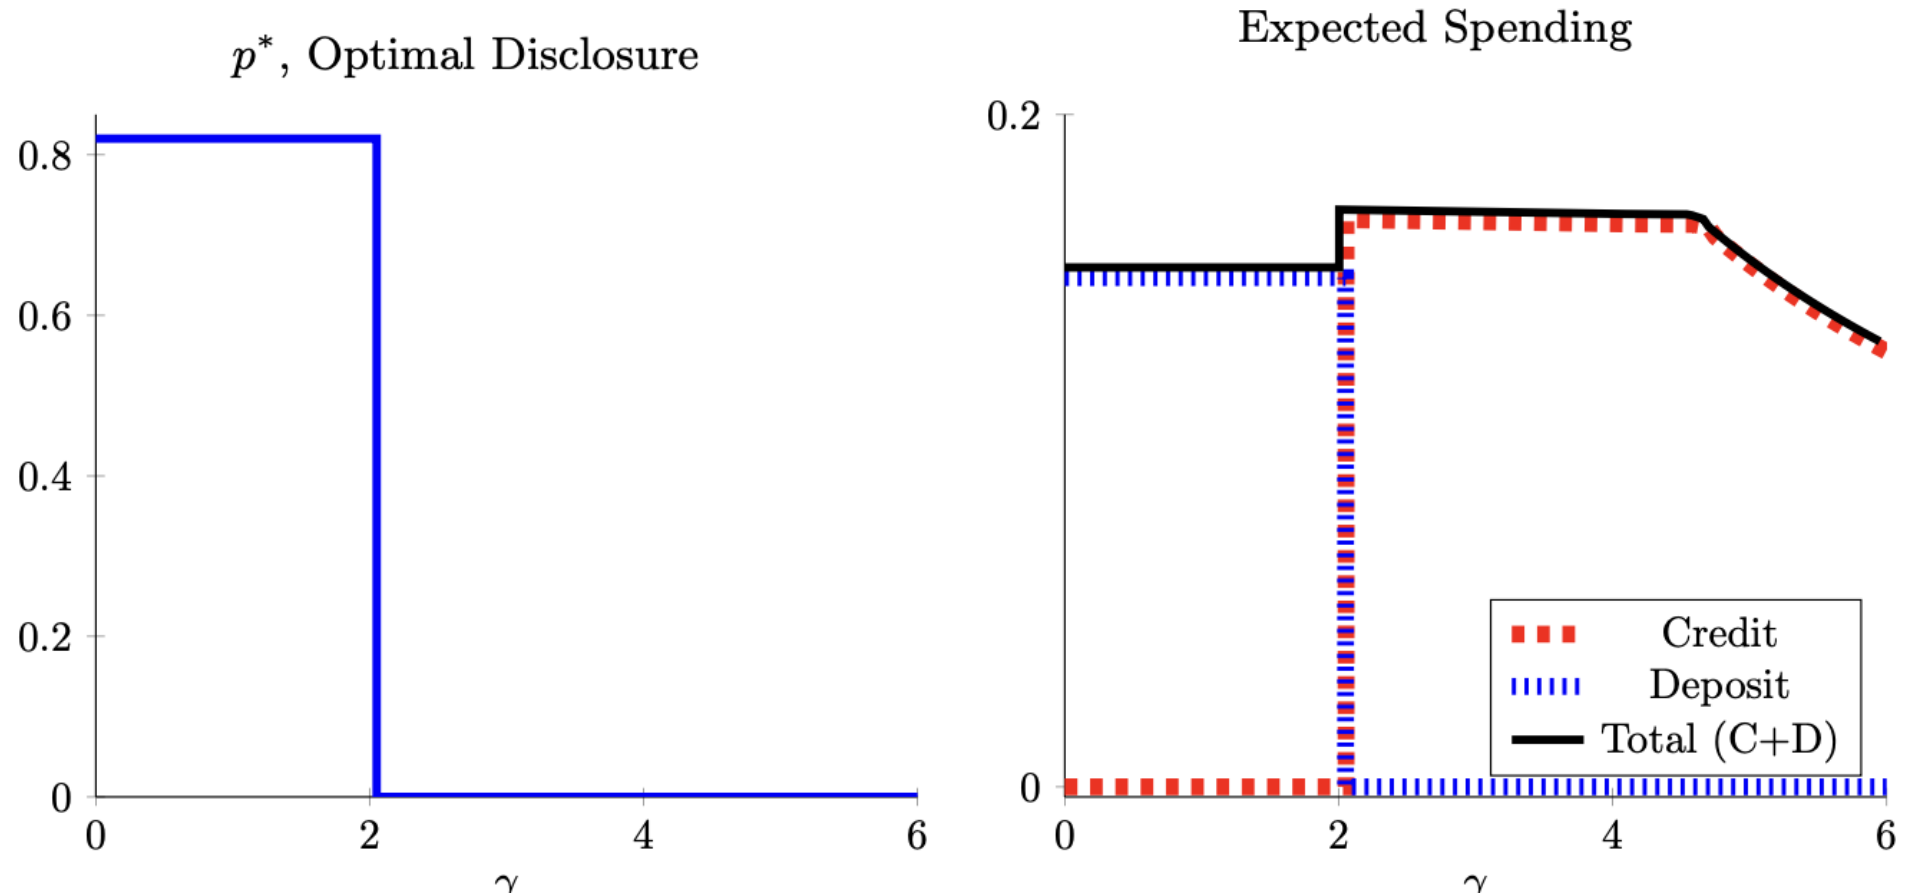 p*, Optimal Disclosure
0.8
0.6
0.4
0.2
0
0 2 4 6
γ
Expected Spending
0.2
0
Credit
Deposit
Total (C+D)
0 2 4 6
γ